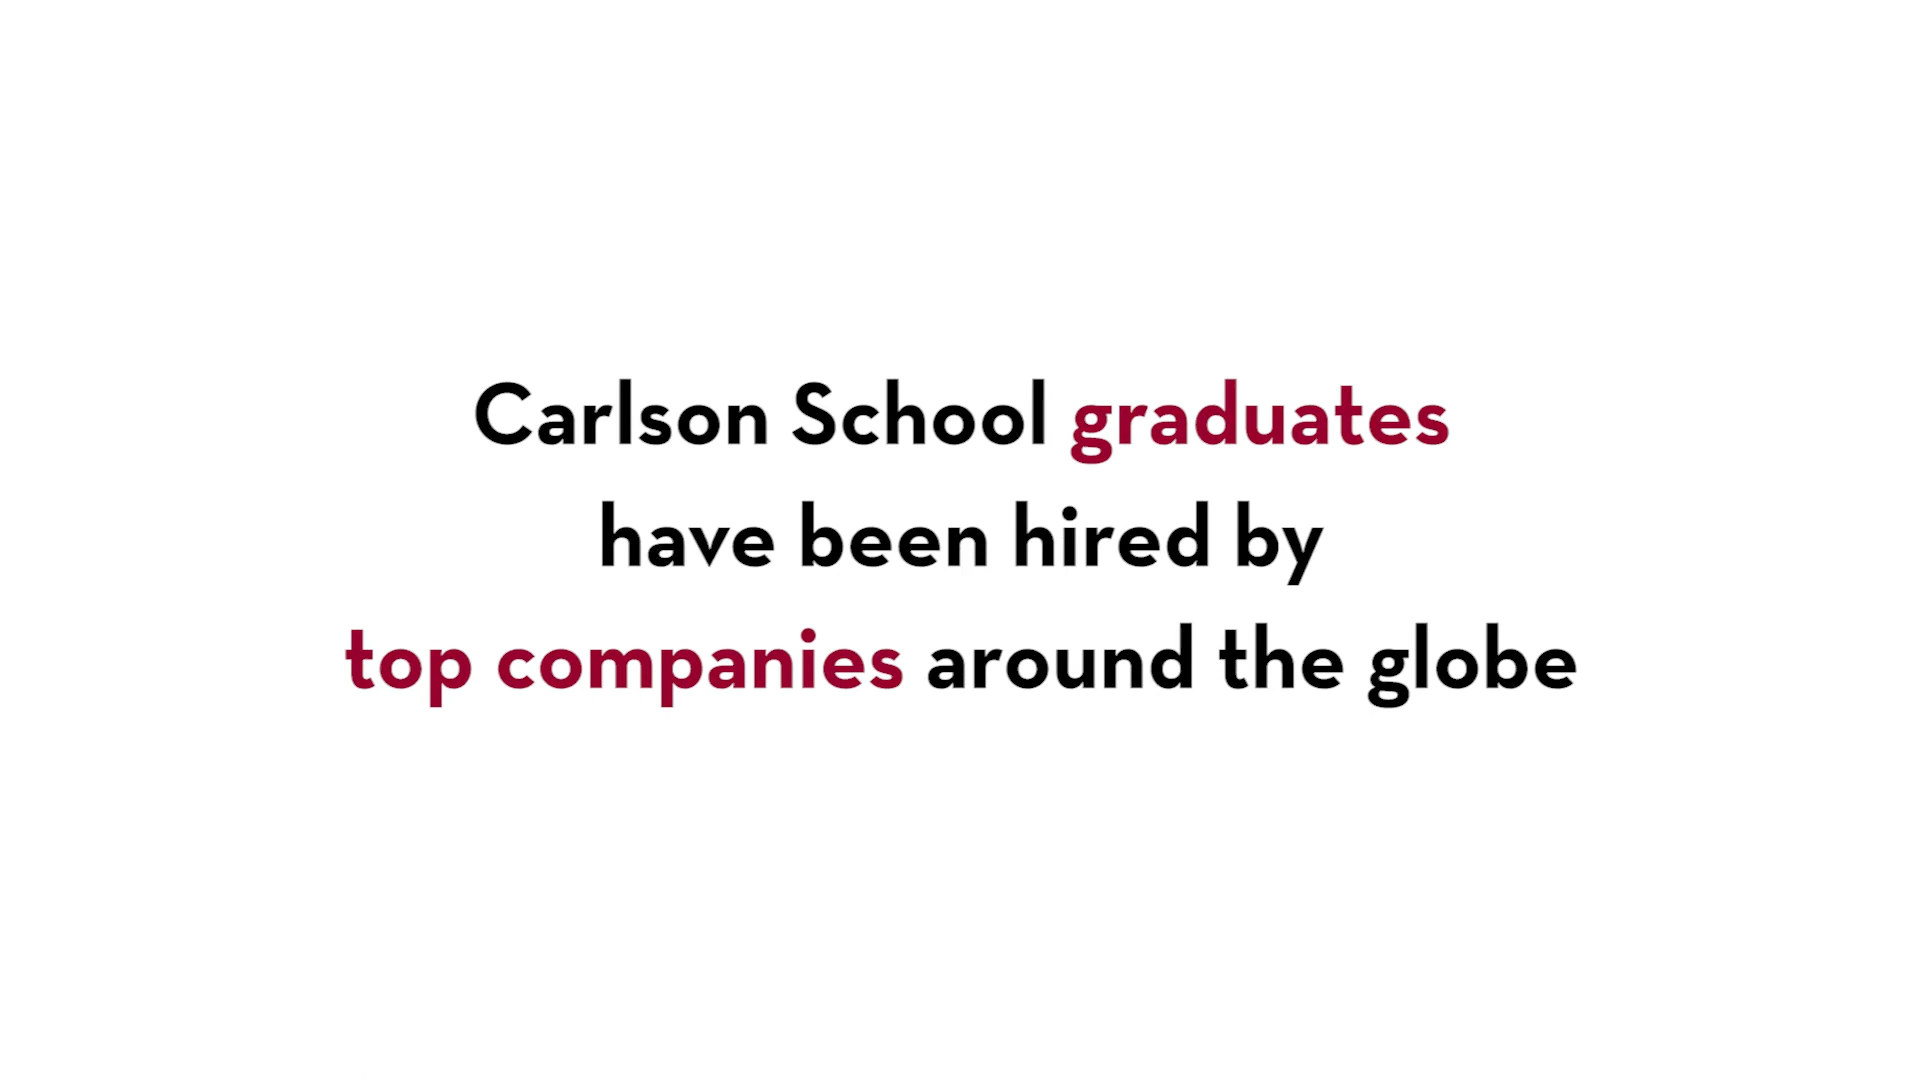 Carlson School graduates
have been hired by
top companies around the globe